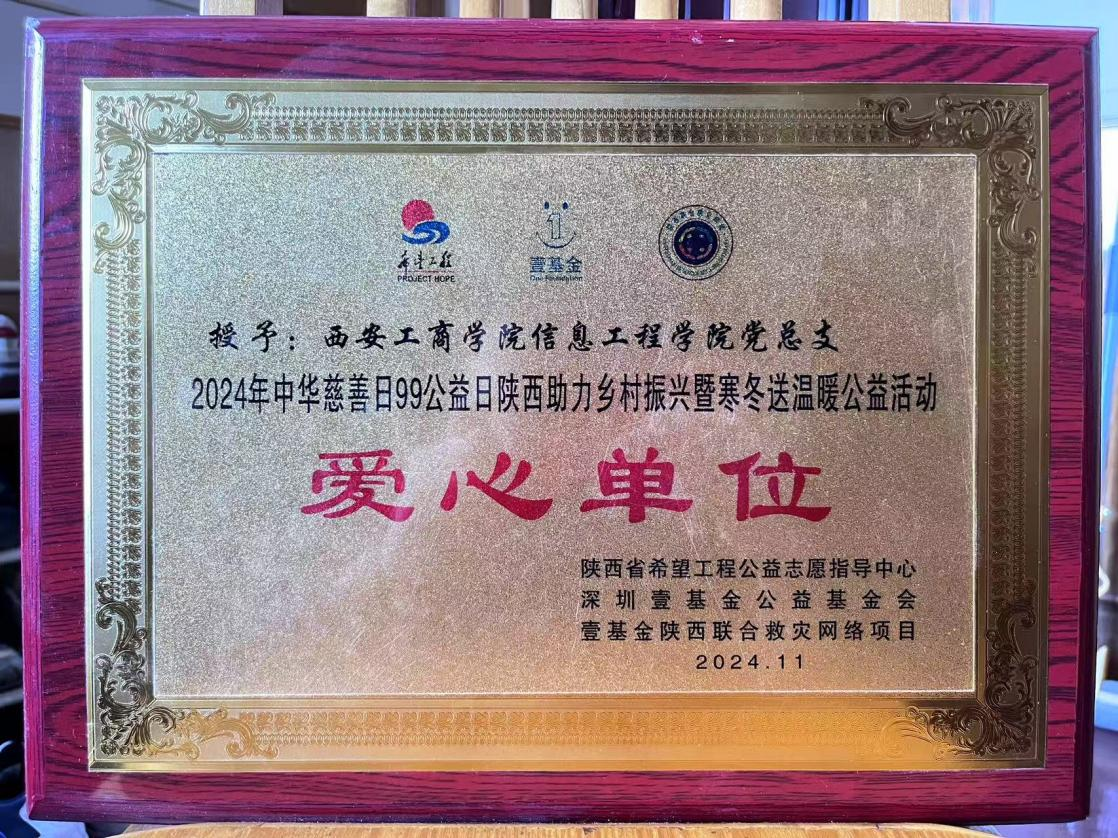 希望工程
PROJECT HOPE
壹基金
One Foundation
授予：西安工商学院信息工程学院党总支
2024年中华慈善日99公益日陕西助力乡村振兴暨寒冬送温暖公益活动
爱心单位
陕西省希望工程公益志愿指导中心
深圳壹基金公益基金会
壹基金陕西联合救灾网络项目
2024.11